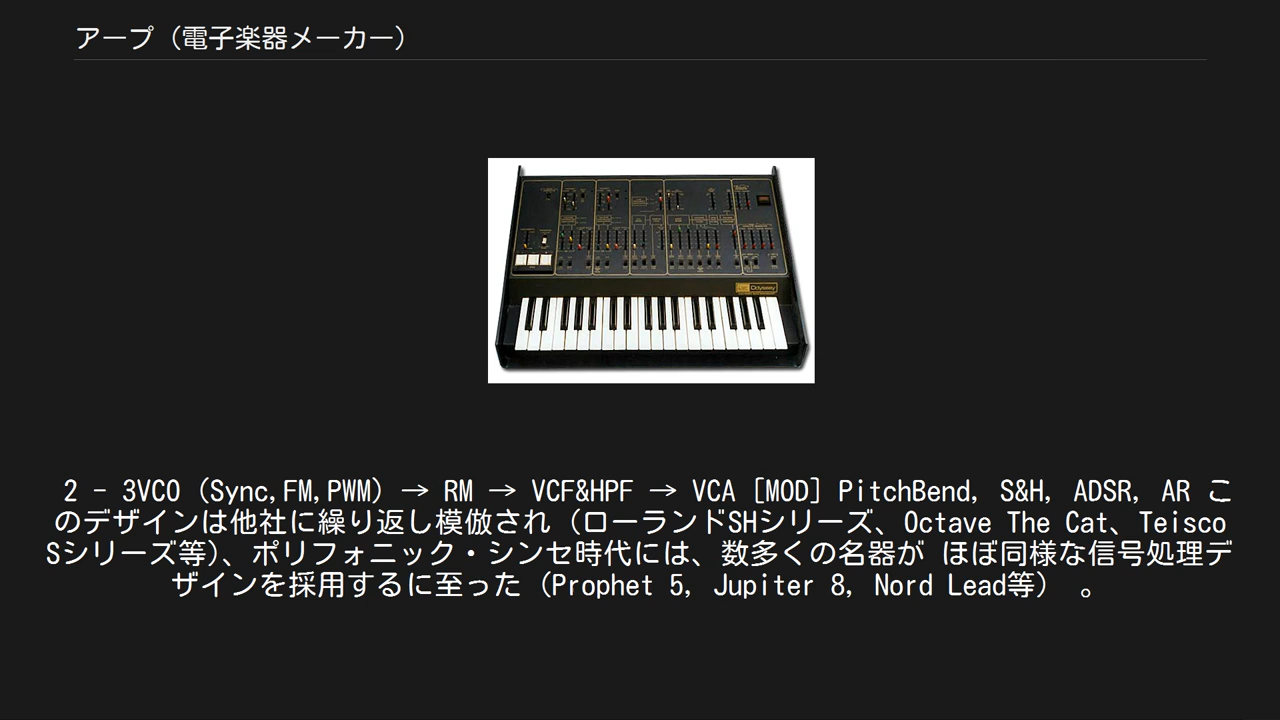 アープ（電子楽器メーカー）
Odyssey
2 - 3VCO（Sync,FM,PWM）→ RM → VCF&HPF → VCA [MOD] PitchBend, S&H, ADSR, AR こ
のデザインは他社に繰り返し模倣され（ローランドSHシリーズ、Octave The Cat、Teisco
Sシリーズ等）、ポリフォニック・シンセ時代には、数多くの名器が ほぼ同様な信号処理デ
ザインを採用するに至った（Prophet 5, Jupiter 8, Nord Lead等） 。